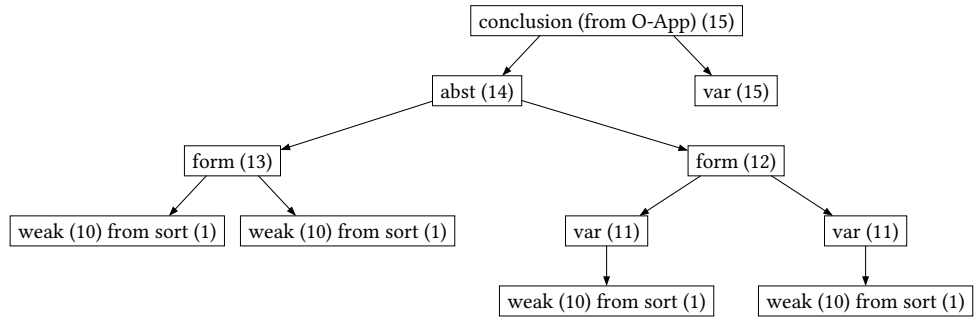 conclusion (from O-App) (15)
abst (14)
var (15)
form (13)
form (12)
weak (10) from sort (1)
weak (10) from sort (1)
var (11)
var (11)
weak (10) from sort (1)
weak (10) from sort (1)